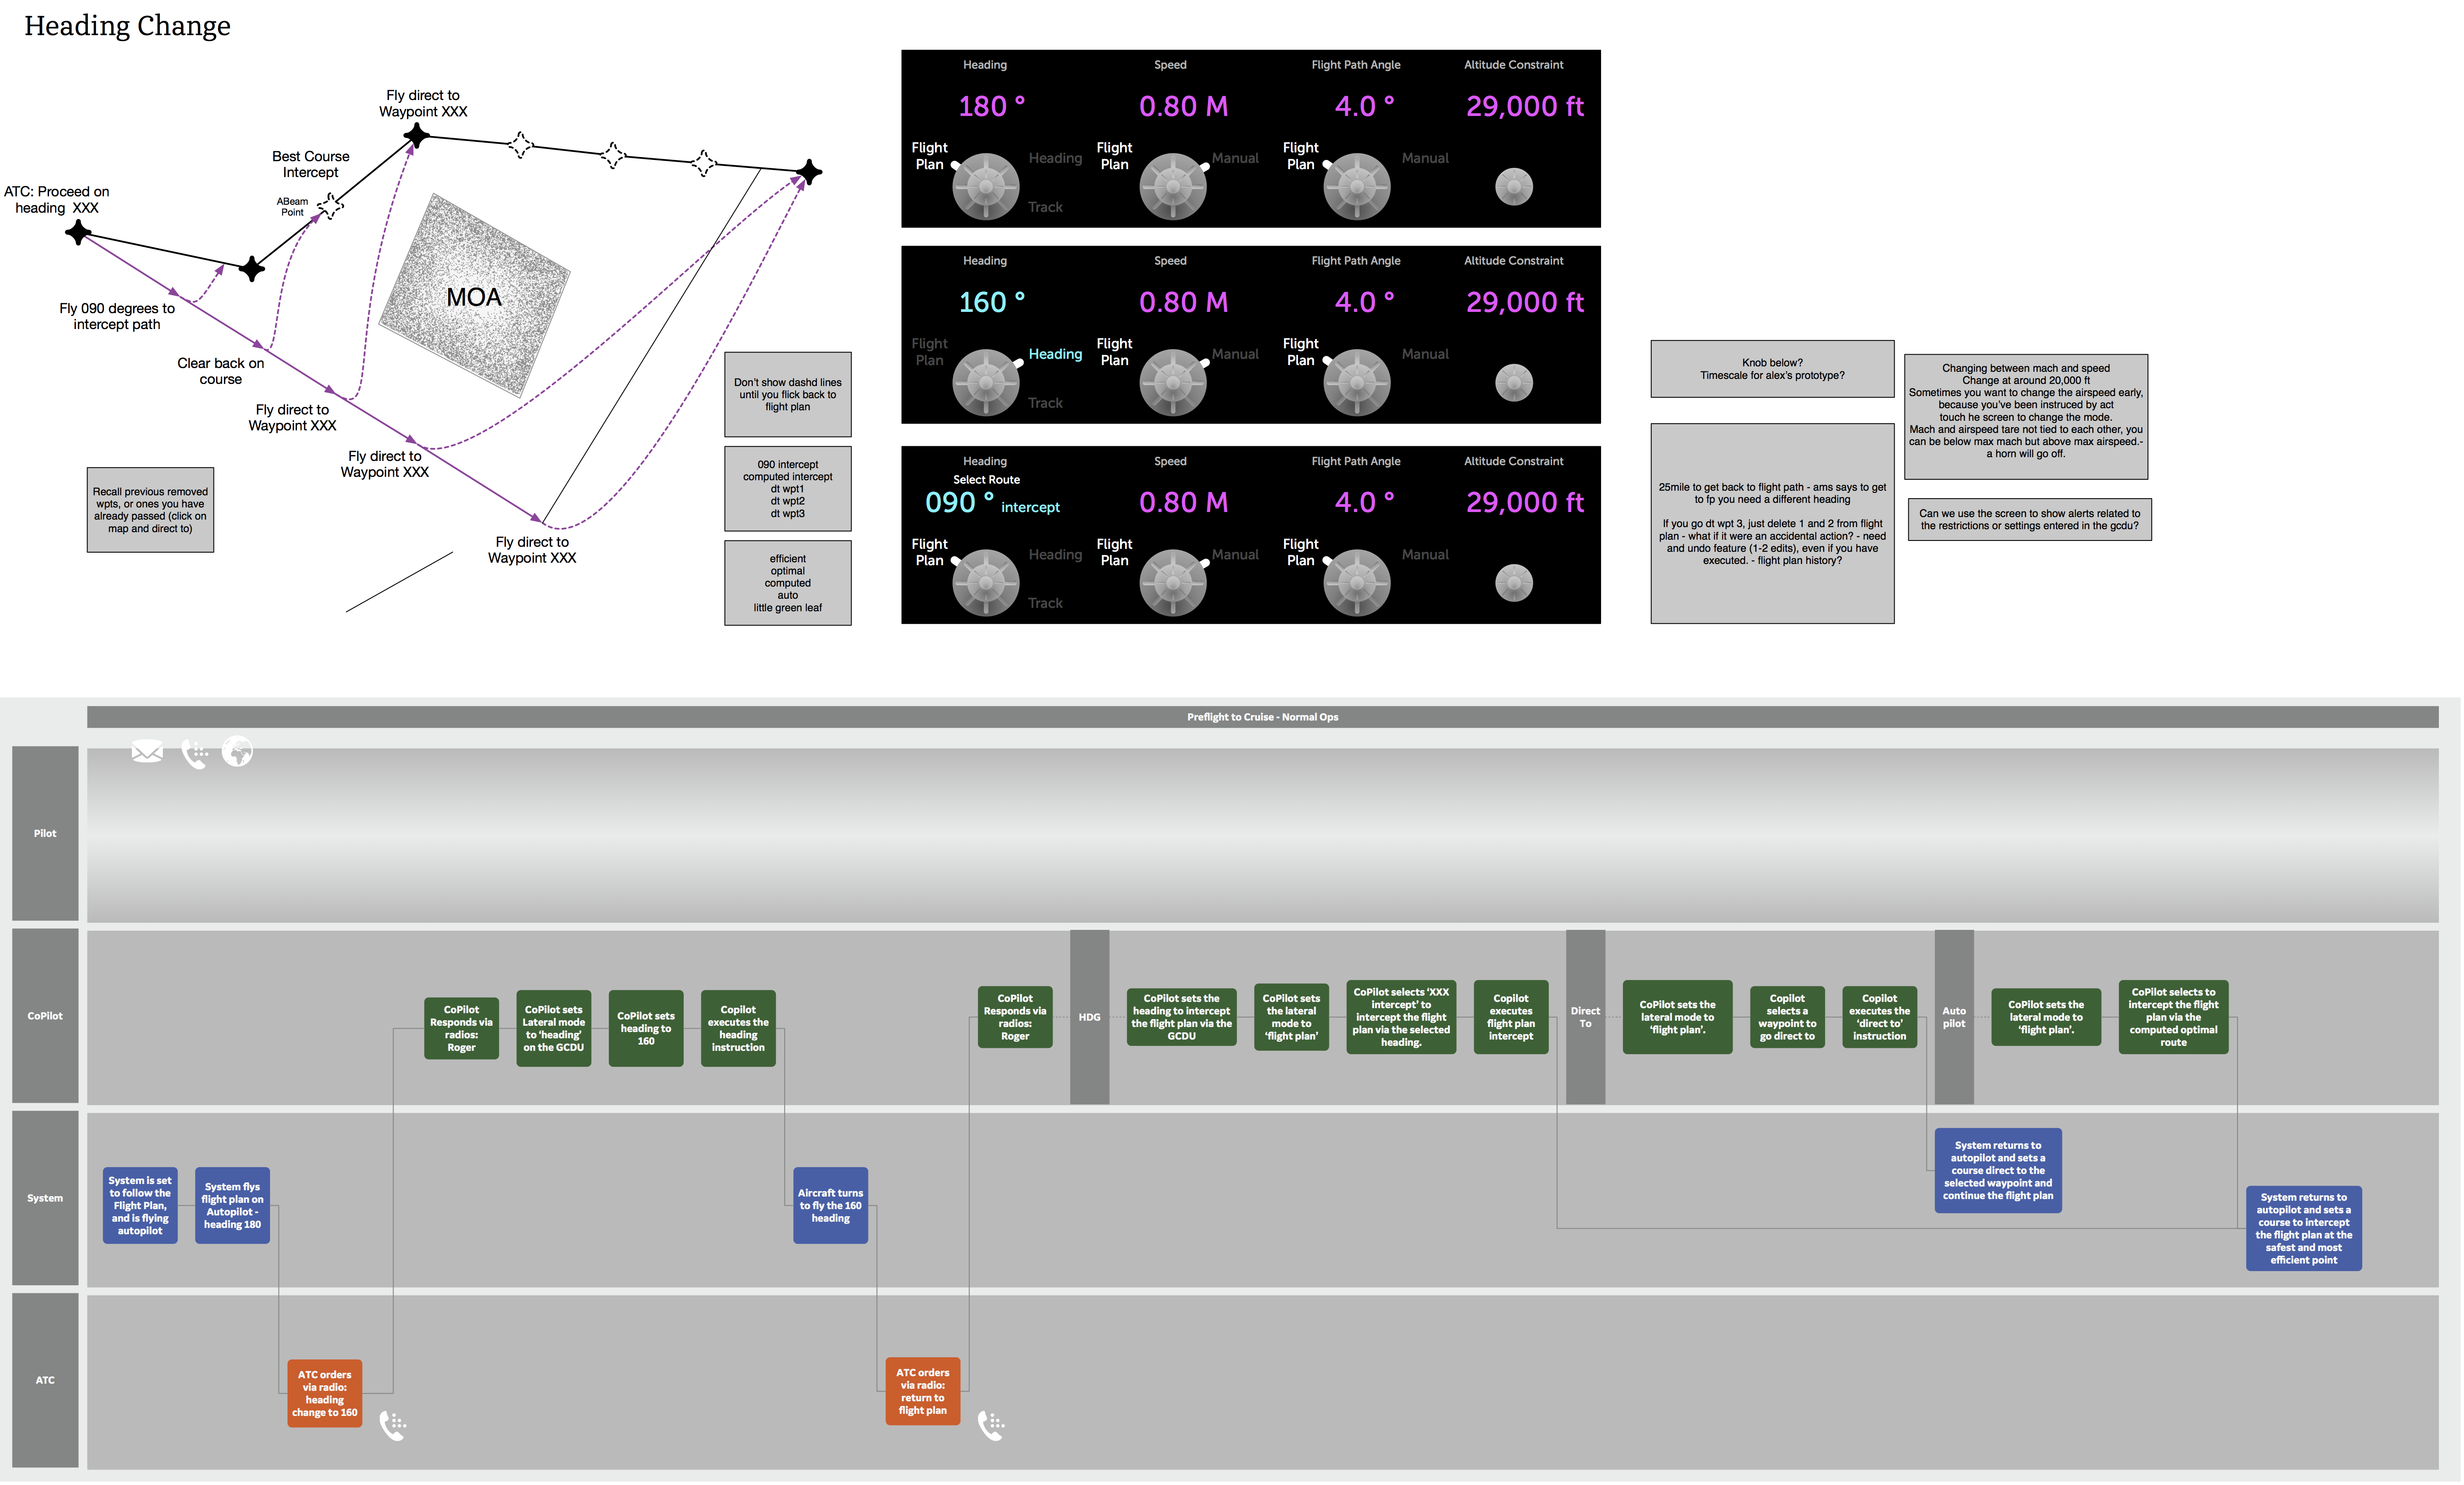 Heading Change
Fly direct to
Waypoint XXX
Best Course
Intercept
ABeam
Point
ATC: Proceed on
heading XXX
MOA
Fly 090 degrees to
intercept path
Clear back on
course
Fly direct to
Waypoint XXX
Fly direct to
Waypoint XXX
Fly direct to
Waypoint XXX
Recall previous removed
wpts, or ones you have
already passed (click on
map and direct to)
Don't show dashd lines
until you flick back to
flight plan
090 intercept
computed intercept
dt wpt1
dt wpt2
dt wpt3
efficient
optimal
computed
auto
little green leaf
Heading Speed Flight Path Angle Altitude Constraint
180 ° 0.80 M 4.0 ° 29,000 ft
Flight
Plan
Heading
Track
Flight
Plan
Manual
Flight
Plan
Manual
Heading Speed Flight Path Angle Altitude Constraint
160 ° 0.80 M 4.0 ° 29,000 ft
Flight
Plan
Heading
Track
Flight
Plan
Manual
Flight
Plan
Manual
Heading Speed Flight Path Angle Altitude Constraint
Select Route
090 ° intercept 0.80 M 4.0 ° 29,000 ft
Flight
Plan
Heading
Track
Flight
Plan
Manual
Flight
Plan
Manual
Knob below?
Timescale for alex's prototype?
25mile to get back to flight path - ams says to get
to fp you need a different heading
If you go dt wpt 3, just delete 1 and 2 from flight
plan - what if it were an accidental action? - need
and undo feature (1-2 edits), even if you have
executed. - flight plan history?
Changing between mach and speed
Change at around 20,000 ft
Sometimes you want to change the airspeed early,
because you've been instruced by act
touch he screen to change the mode.
Mach and airspeed tare not tied to each other, you
can be below max mach but above max airspeed.-
a horn will go off.
Can we use the screen to show alerts related to
the restrictions or settings entered in the gcdu?
Preflight to Cruise - Normal Ops
Pilot
CoPilot
CoPilot
Responds via
radios:
Roger
CoPilot sets
Lateral mode
to 'heading'
on the GCDU
CoPilot sets
heading to
160
Copilot
executes the
heading
instruction
CoPilot
Responds via
radios:
Roger
HDG
CoPilot sets the
heading to intercept
the flight plan via the
GCDU
CoPilot sets
the lateral
mode to
'flight plan'
CoPilot selects 'XXX
intercept' to
intercept the flight
plan via the selected
heading.
Copilot
executes
flight plan
intercept
Direct
To
CoPilot sets the
lateral mode to
'flight plan'.
Copilot
selects a
waypoint to
go direct to
Copilot
executes the
'direct to'
instruction
Auto
pilot
CoPilot sets the
lateral mode to
'flight plan'.
CoPilot selects to
intercept the flight
plan via the
computed optimal
route
System
System is set
to follow the
Flight Plan,
and is flying
autopilot
System flys
flight plan on
Autopilot -
heading 180
Aircraft turns
to fly the 160
heading
System returns to
autopilot and sets a
course direct to the
selected waypoint and
continue the flight plan
System returns to
autopilot and sets a
course to intercept
the flight plan at the
safest and most
efficient point
ATC
ATC orders
via radio:
heading
change to 160
ATC orders
via radio:
return to
flight plan